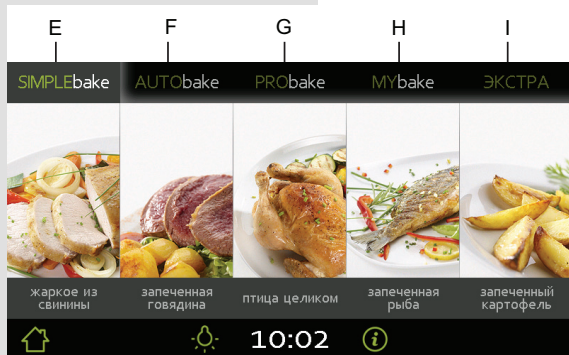 E F G H I
SIMPLEbake AUTObake PRObake MYbake ЭКСТРА
жаркое из свинины
запеченная говядина
птица целиком
запеченная рыба
запеченный картофель
10:02
i